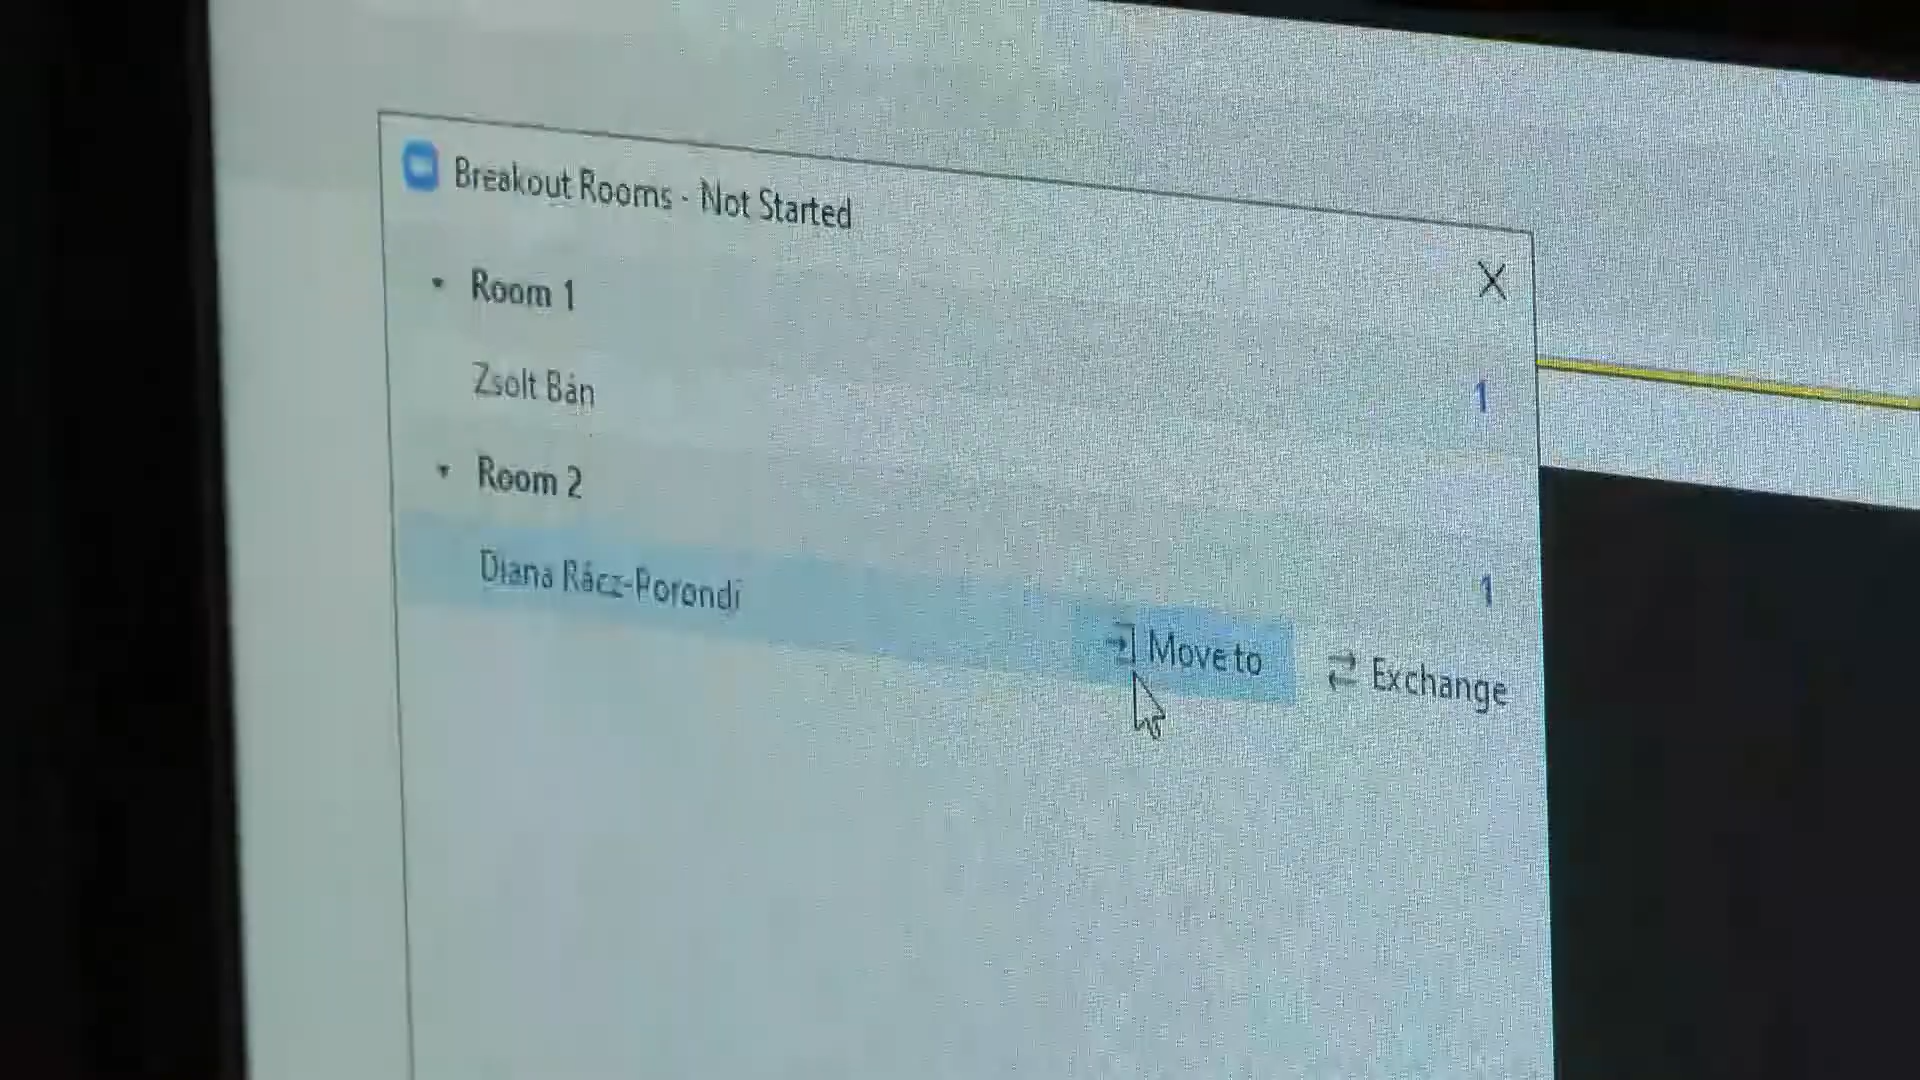 Breakout Rooms - Not Started
Room 1
Zsolt Bán
1
Room 2
Diana Rácz-Porondi
1
Move to
Exchange